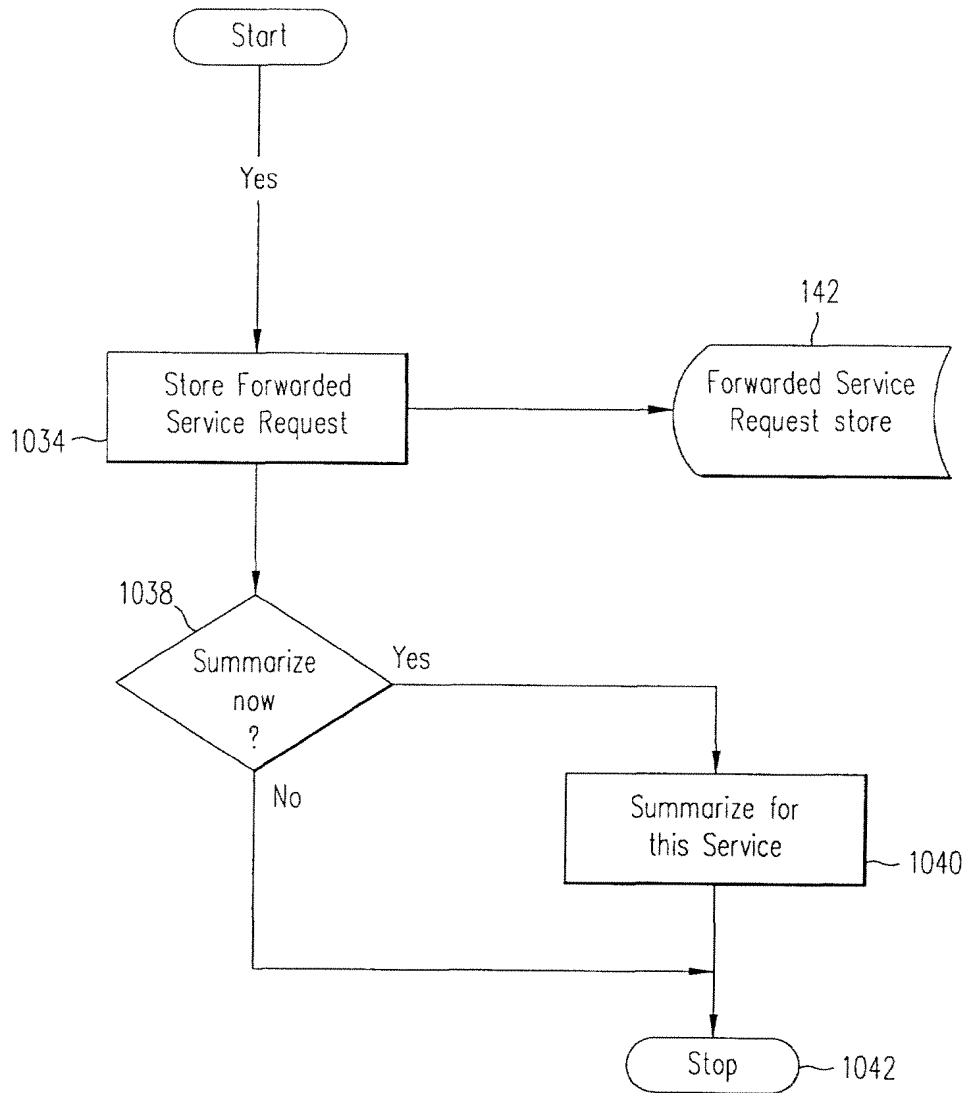 Start
Yes
142
Store Forwarded
Service Request
Forwarded Service
Request store
1034
1038
Summarize
now
?
Yes
No
Summarize for
this Service
1040
Stop
1042